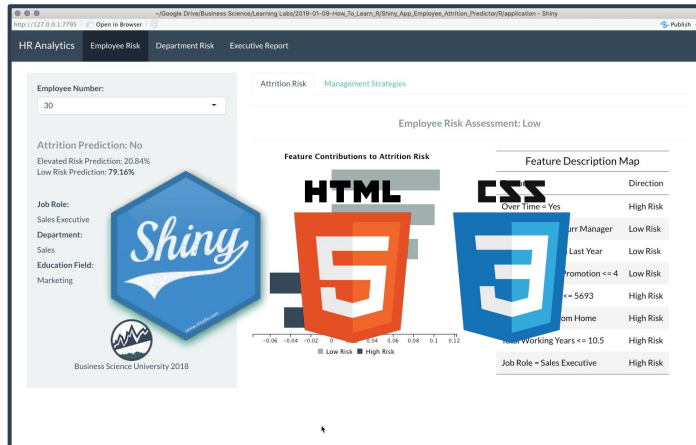 ~/Google Drive/Business Science/Learning Labs/2019-01-09-How_To_Learn_R/Shiny_App_Employee_Attrition_Predictor/R/application - Shiny
http://127.0.0.1:7795 Open in Browser Publish
HR Analytics Employee Risk Department Risk Executive Report
Employee Number:
30
Attrition Prediction: No
Elevated Risk Prediction: 20.84%
Low Risk Prediction: 79.16%
Job Role:
Sales Executive
Department:
Sales
Education Field:
Marketing
Business Science University 2018
Attrition Risk Management Strategies
Employee Risk Assessment: Low
Feature Contributions to Attrition Risk
-0.06 -0.04 -0.02 0 0.04 0.06 0.08 0.1 0.12
Low Risk High Risk
Feature Description Map
Direction
Over Time = Yes High Risk
urr Manager Low Risk
Last Year Low Risk
Promotion <= 4 Low Risk
<= 5693 High Risk
om Home High Risk
Total Working Years <= 10.5 High Risk
Job Role = Sales Executive High Risk
Shiny
HTML
5
CSS
3